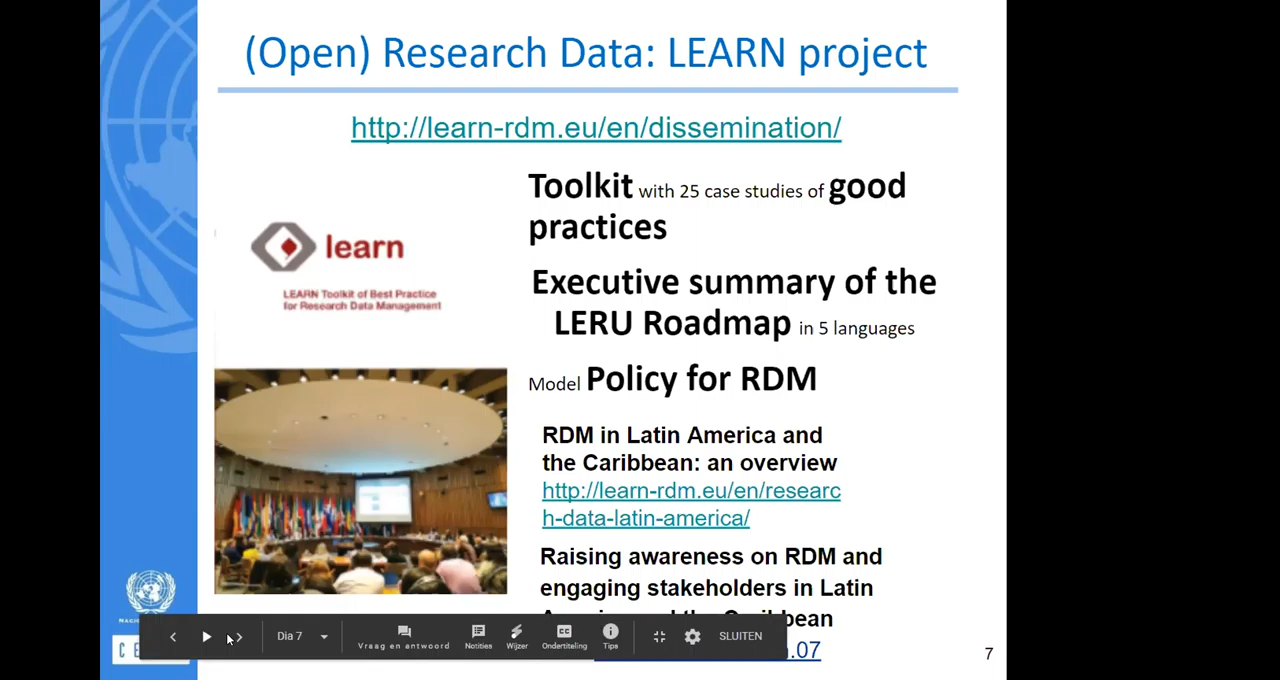 (Open) Research Data: LEARN project
http://learn-rdm.eu/en/dissemination/
Toolkit with 25 case studies of good
practices
learn
LEARN Toolkit of Best Practice
for Research Data Management
Executive summary of the
LERU Roadmap in 5 languages
Model Policy for RDM
RDM in Latin America and
the Caribbean: an overview
http://learn-rdm.eu/en/researc
h-data-latin-america/
Raising awareness on RDM and
engaging stakeholders in Latin
.07
7
Dia 7
Vraag en antwoord
Notities
Wijzer
Ondertiteling
Tips
SLUITEN